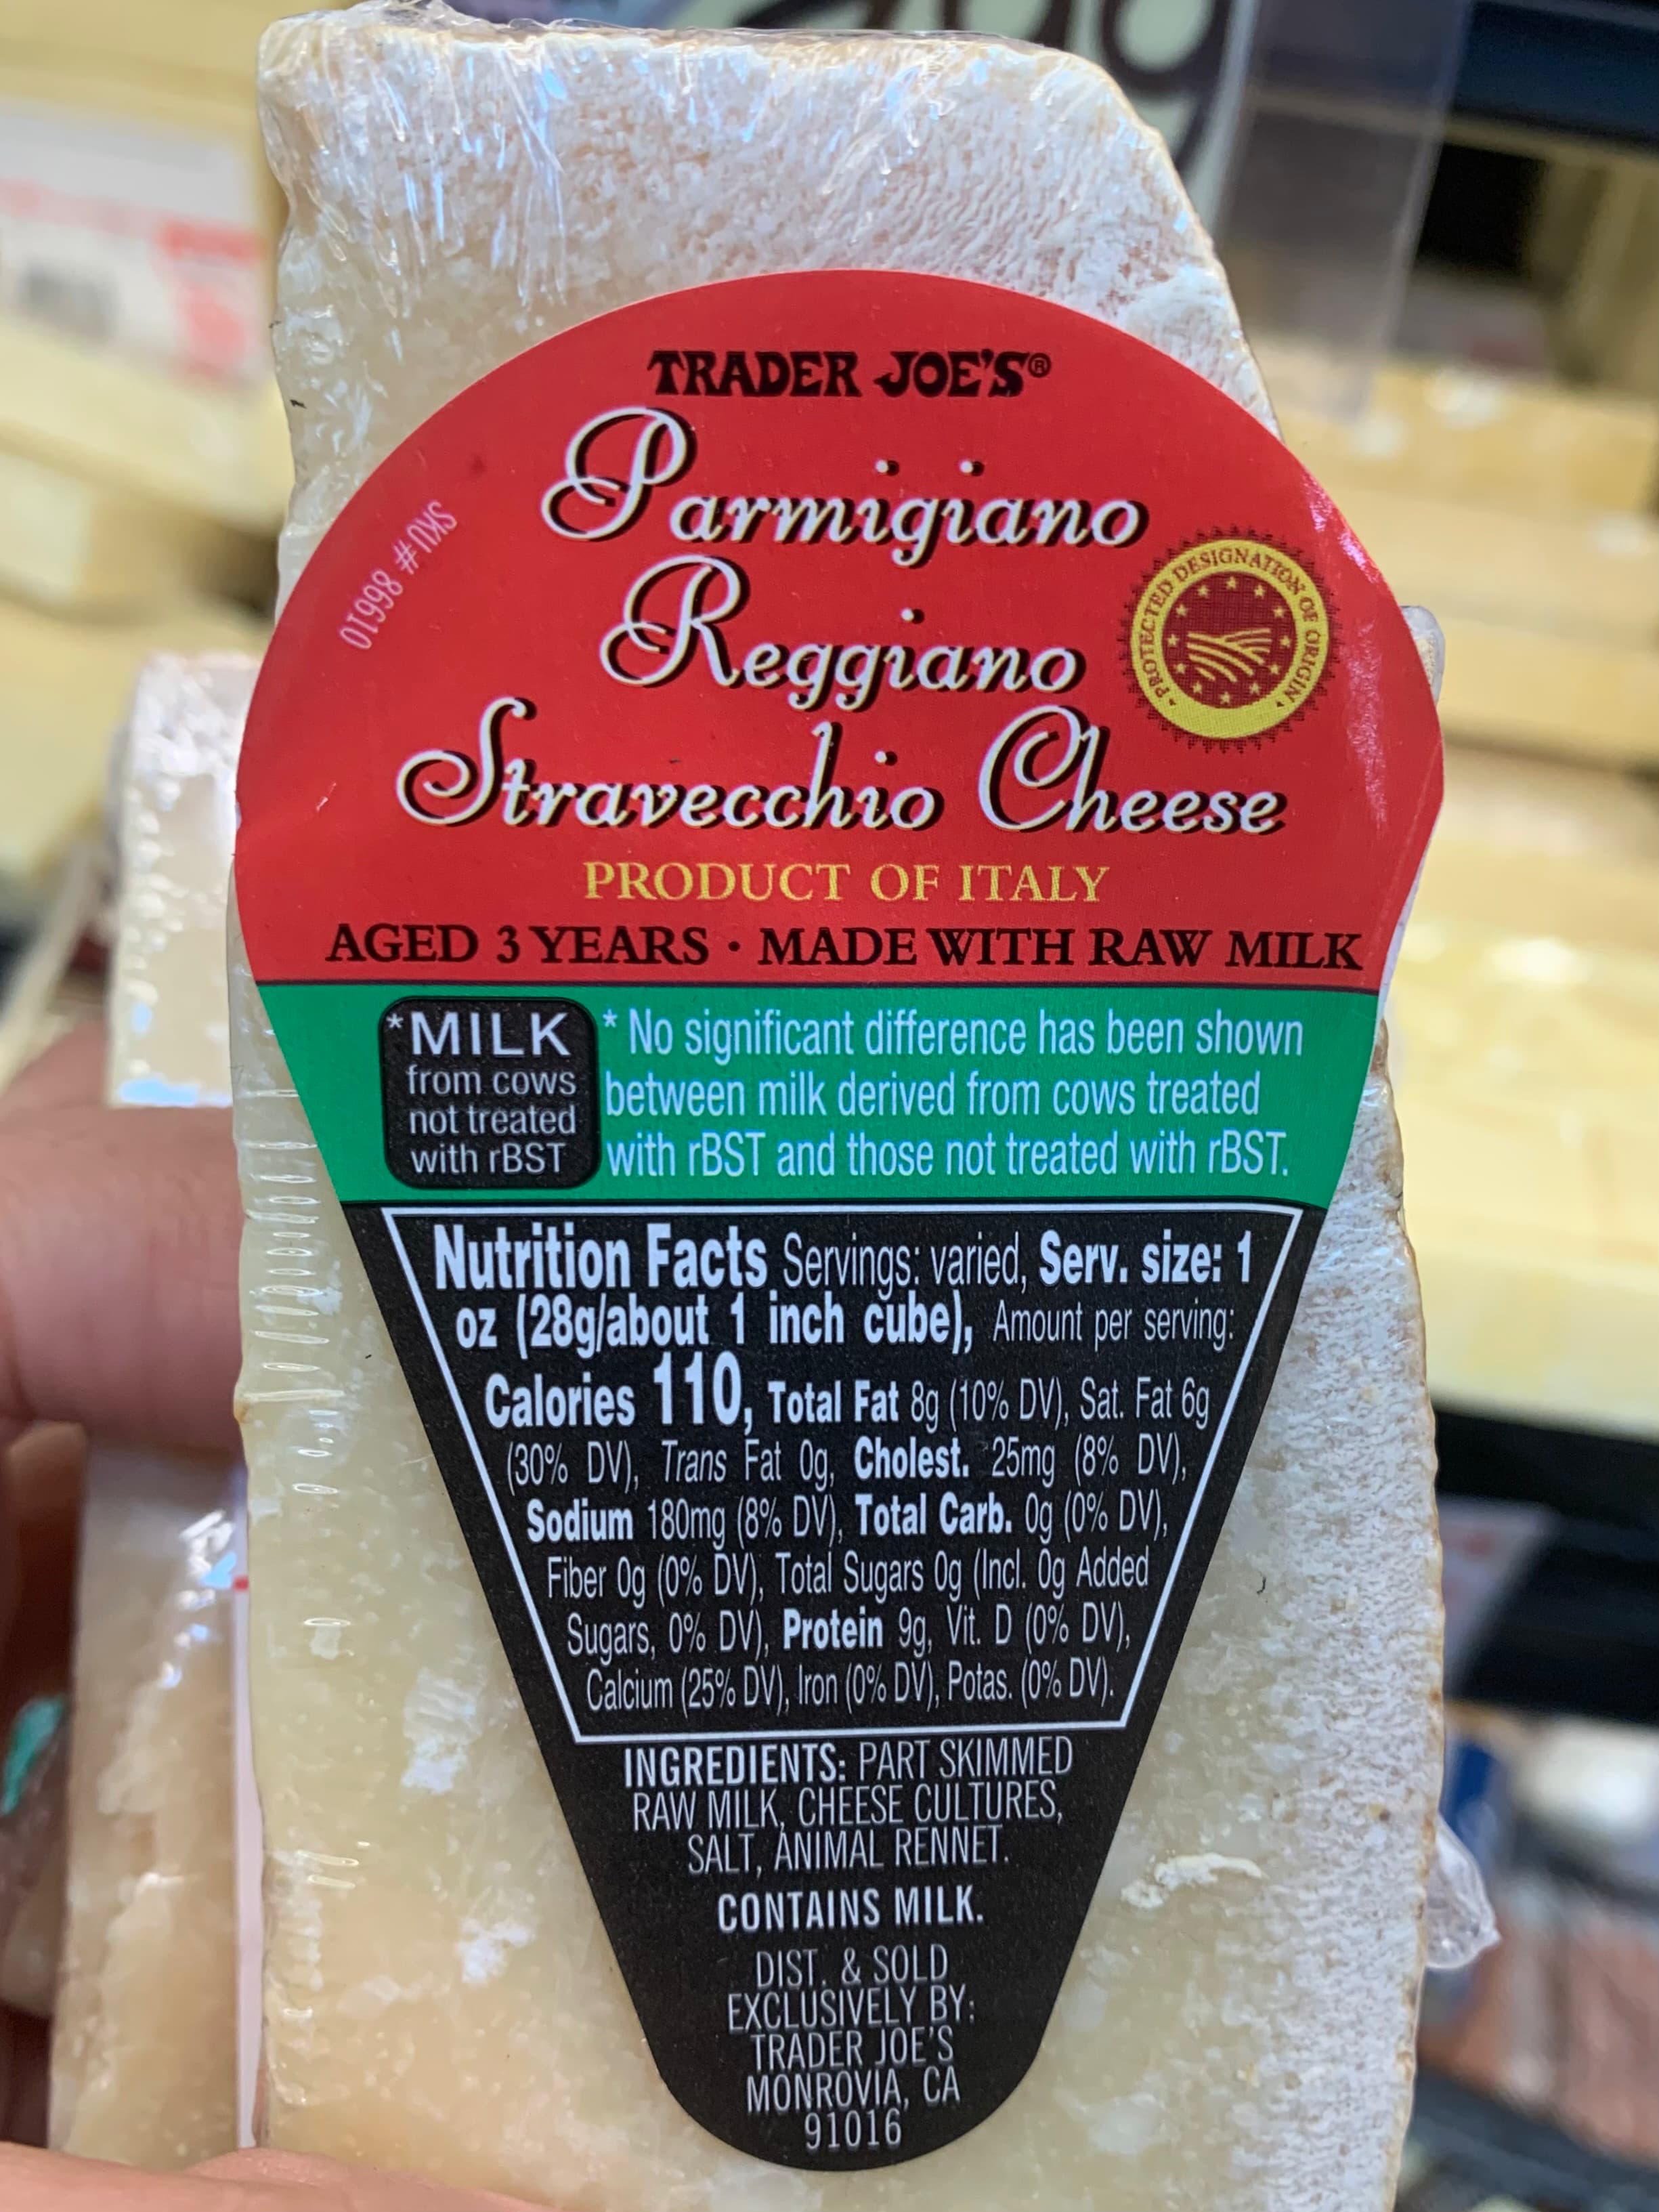 TRADER JOE'S®
Parmigiano
Reggiano
Stravecchio Cheese
SKU# 86610
PROTECTED DESIGNATION OF ORIGIN
PRODUCT OF ITALY
AGED 3 YEARS • MADE WITH RAW MILK
*MILK
from cows
not treated
with rBST
* No significant difference has been shown
between milk derived from cows treated
with rBST and those not treated with rBST.
Nutrition Facts Servings: varied, Serv. size: 1
oz (28g/about 1 inch cube), Amount per serving:
Calories 110, Total Fat 8g (10% DV), Sat. Fat 6g
(30% DV), Trans Fat 0g, Cholest. 25mg (8% DV),
Sodium 180mg (8% DV), Total Carb. 0g (0% DV),
Fiber 0g (0% DV), Total Sugars 0g (Incl. 0g Added
Sugars, 0% DV), Protein 9g, Vit. D (0% DV),
Calcium (25% DV), Iron (0% DV), Potas. (0% DV).
INGREDIENTS: PART SKIMMED
RAW MILK, CHEESE CULTURES,
SALT, ANIMAL RENNET.
CONTAINS MILK.
DIST. & SOLD
EXCLUSIVELY BY:
TRADER JOE'S
MONROVIA, CA
91016